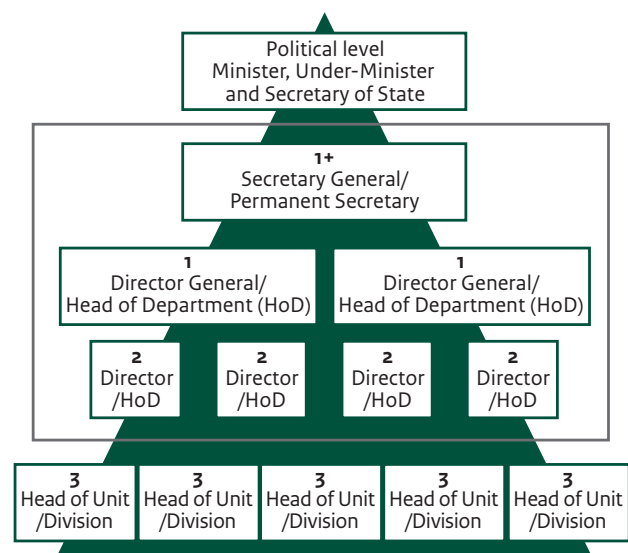 Political level
Minister, Under-Minister
and Secretary of State
1+
Secretary General/
Permanent Secretary
1
Director General/
Head of Department (HoD)
1
Director General/
Head of Department (HoD)
2
Director
/HoD
2
Director
/HoD
2
Director
/HoD
2
Director
/HoD
3
Head of Unit
/Division
3
Head of Unit
/Division
3
Head of Unit
/Division
3
Head of Unit
/Division
3
Head of Unit
/Division